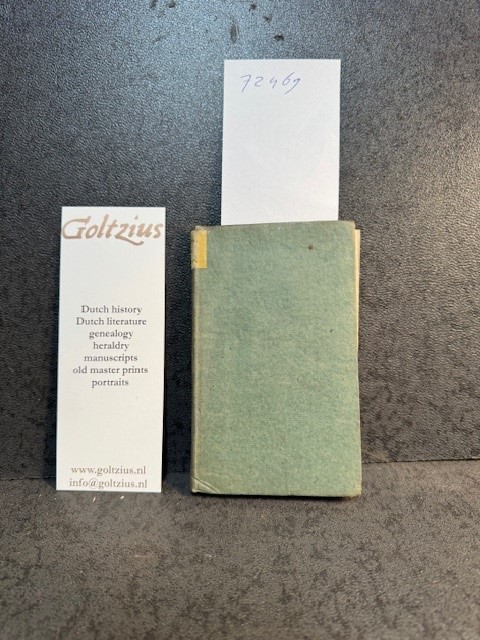 72469
Goltzius
Dutch history
Dutch literature
genealogy
heraldry
manuscripts
old master prints
portraits
www.goltzius.nl
info@goltzius.nl